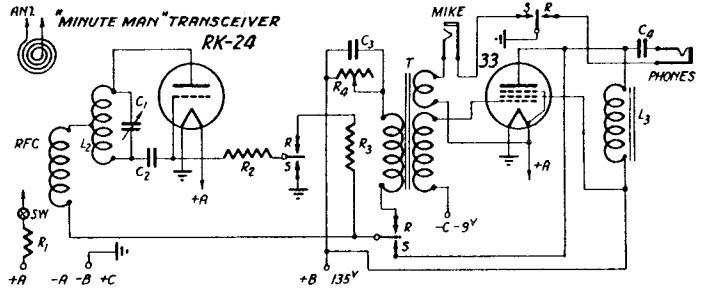 ANT.
"MINUTE MAN" TRANSCEIVER
RK-24
MIKE
S R
C4
PHONES
C3
T
33
R4
C1
L2
RFC
C2
R2
R
S
R3
L3
+A
+A
SW
R1
-C -9V
R
S
+A -A -B +C
+B 135V